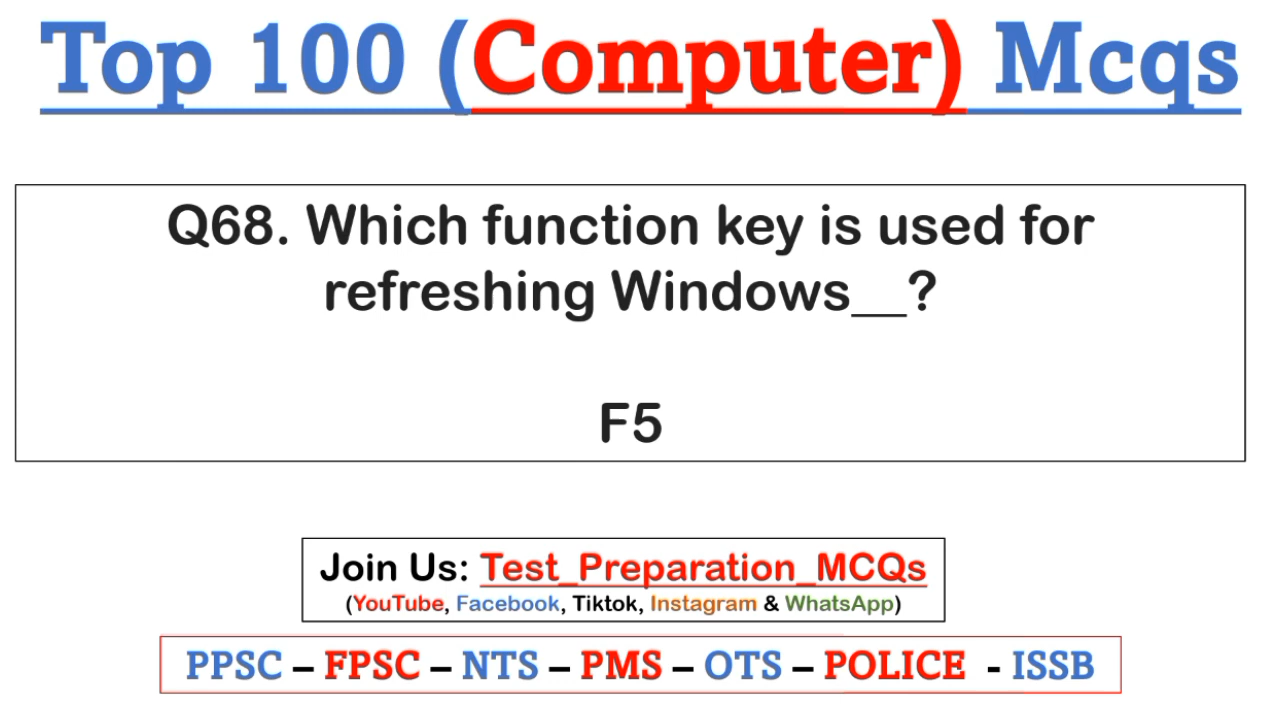 Top 100 (Computer) Mcqs
Q68. Which function key is used for
refreshing Windows__?
F5
Join Us: Test_Preparation_MCQs
(YouTube, Facebook, Tiktok, Instagram & WhatsApp)
PPSC – FPSC – NTS – PMS – OTS – POLICE - ISSB